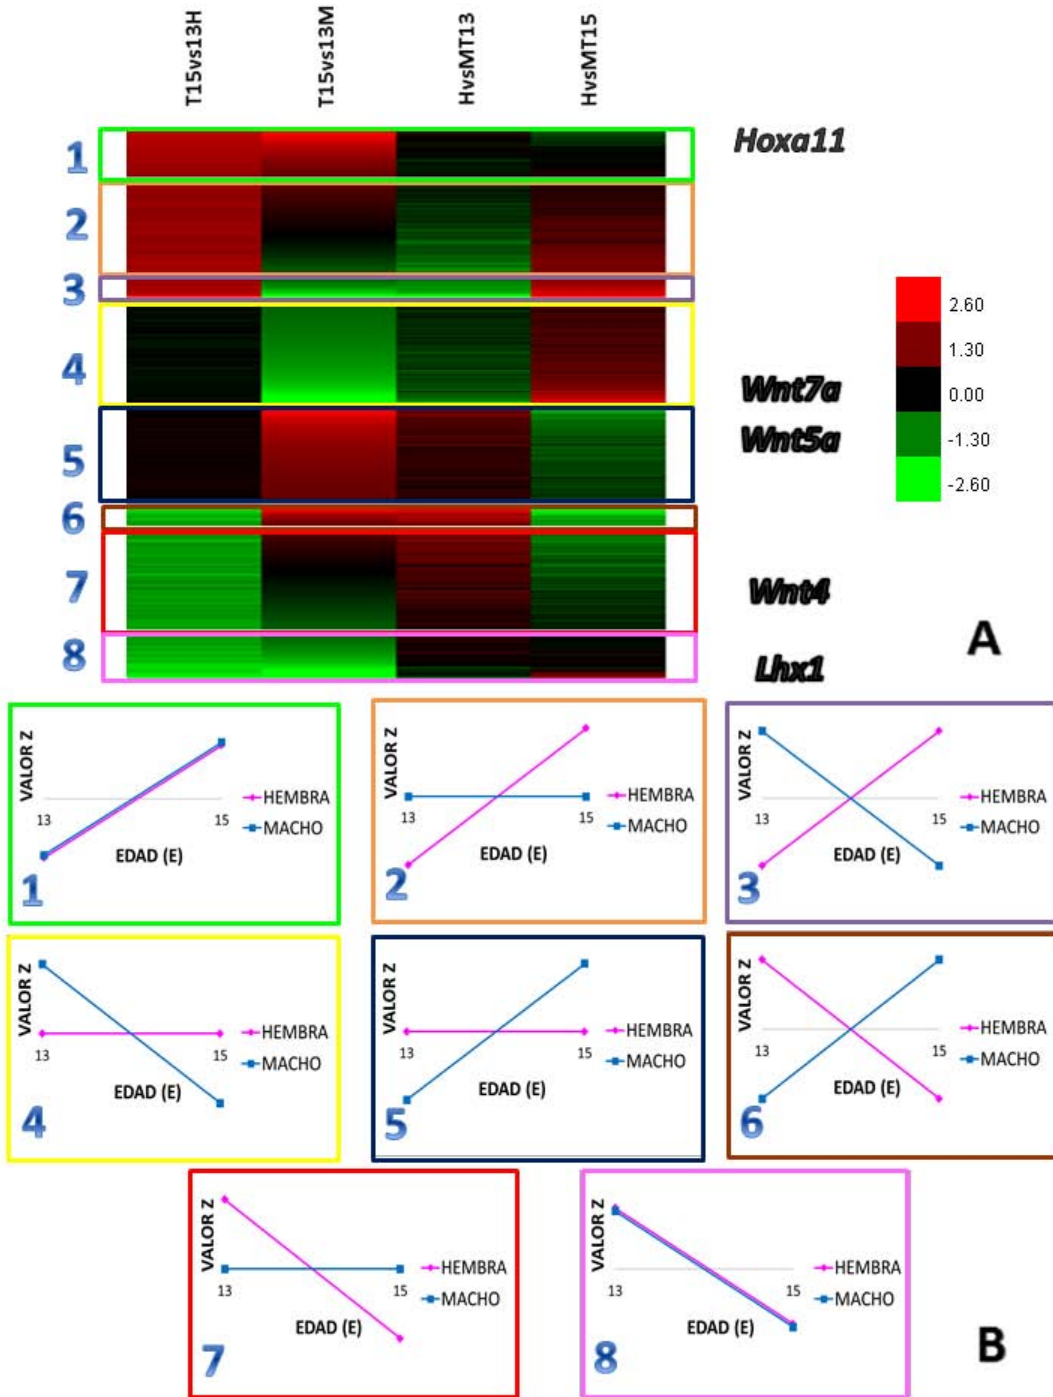 T15vs13H T15vs13M HvsMT13 HvsMT15
1 Hoxa11
2
3
2.60
1.30
4 Wnt7a 0.00
Wnt5a -1.30
5 -2.60
6
7 Wnt4
A
8 Lhx1
VALOR Z
13 15
HEMBRA
MACHO
EDAD (E)
1
VALOR Z
13 15
HEMBRA
MACHO
EDAD (E)
2
VALOR Z
13 15
HEMBRA
MACHO
EDAD (E)
3
VALOR Z
13 15
HEMBRA
MACHO
EDAD (E)
4
VALOR Z
13 15
HEMBRA
MACHO
EDAD (E)
5
VALOR Z
13 15
HEMBRA
MACHO
EDAD (E)
6
VALOR Z
13 15
HEMBRA
MACHO
EDAD (E)
7
VALOR Z
13 15
HEMBRA
MACHO
EDAD (E)
8
B